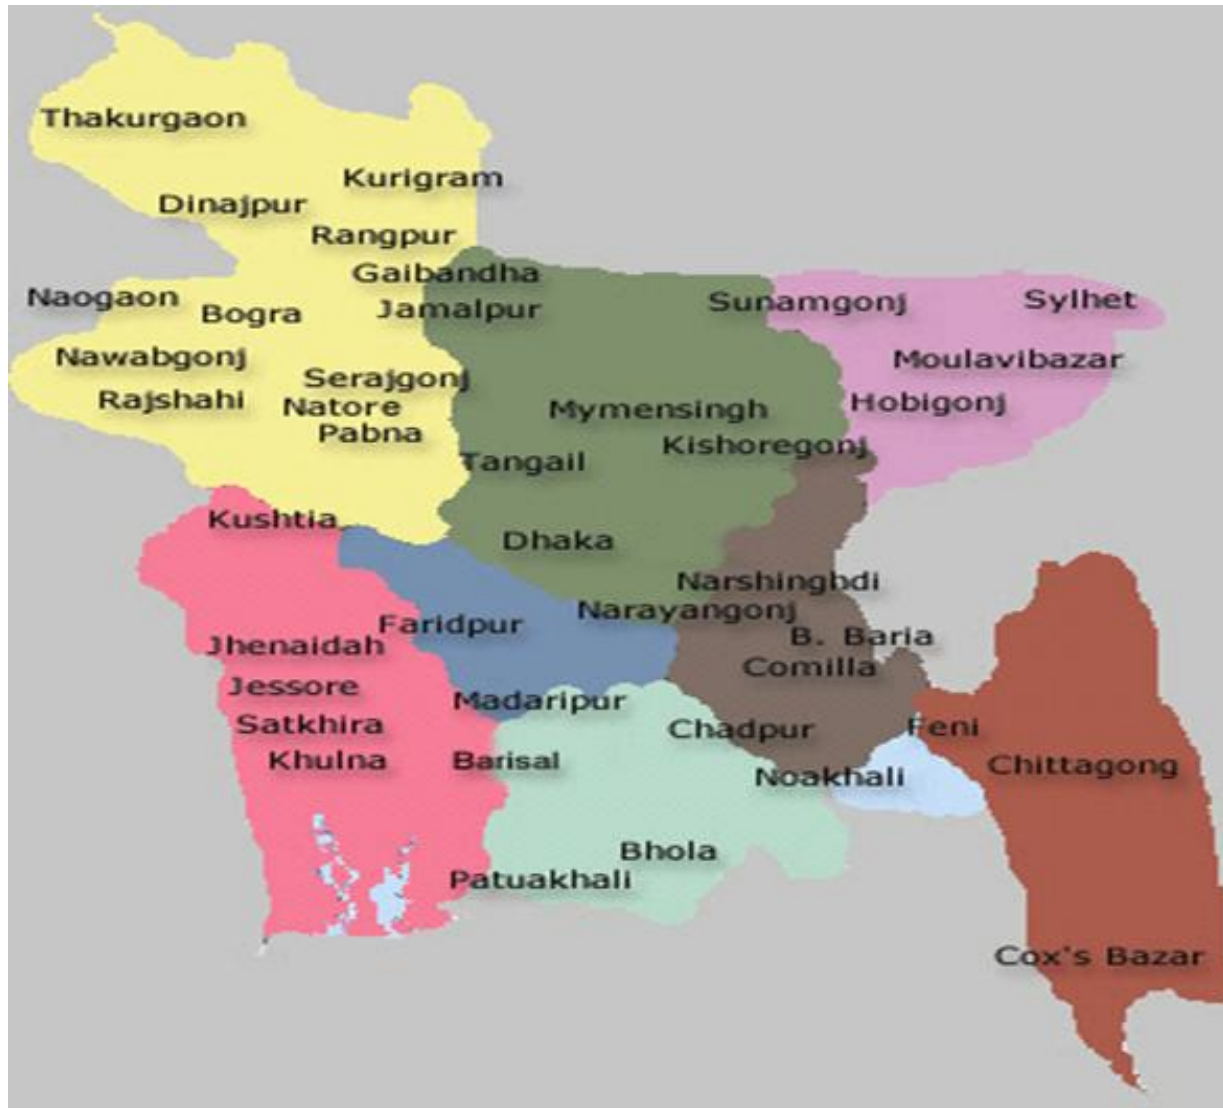 Thakurgaon
Kurigram
Dinajpur
Rangpur
Gaibandha
Naogaon
Bogra
Jamalpur
Sunamgonj
Sylhet
Nawabgonj
Serajgonj
Moulavibazar
Rajshahi
Natore
Mymensingh
Hobigonj
Pabna
Kishoregonj
Tangail
Kushtia
Dhaka
Narshingbdi
Narayangonj
Faridpur
B. Baria
Jhenaidah
Comilla
Jessore
Madaripur
Satkhira
Chadpur
Feni
Khulna
Barisal
Noakhali
Chittagong
Bhola
Patuakhali
Cox's Bazar